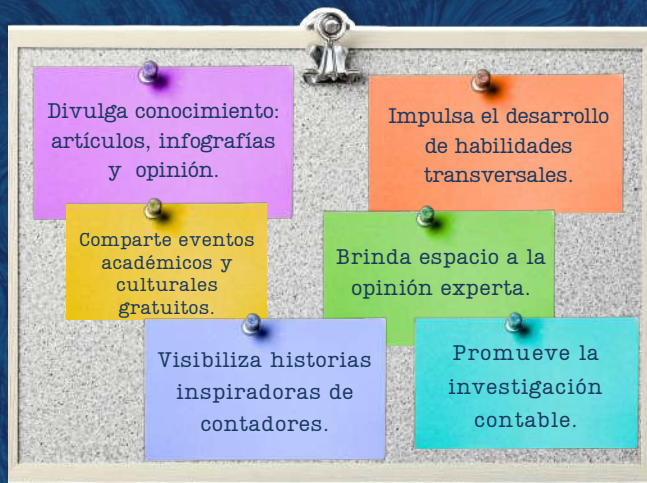 Divulga conocimiento:
artículos, infografías
y opinión.
Impulsa el desarrollo
de habilidades
transversales.
Comparte eventos
académicos y
culturales
gratuitos.
Brinda espacio a la
opinión experta.
Visibiliza historias
inspiradoras de
contadores.
Promueve la
investigación
contable.